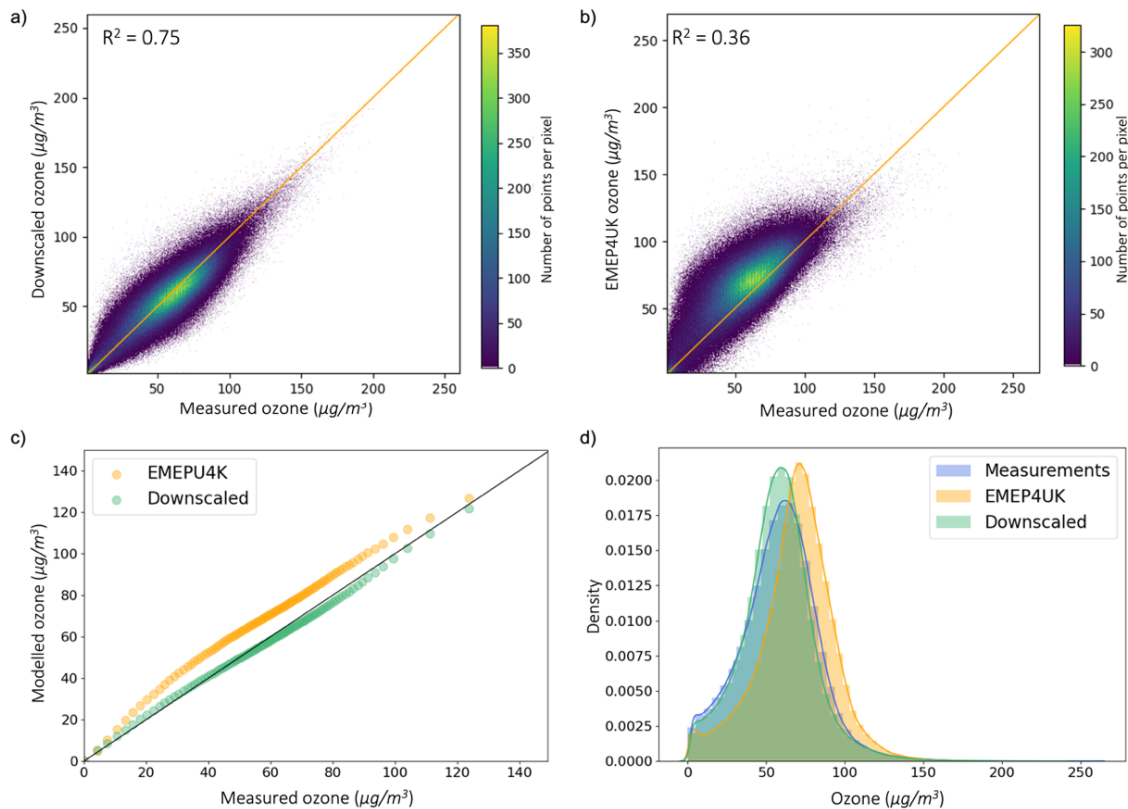 a)
R² = 0.75
Downscaled ozone (μg/m³)
250
200
150
100
50
50 100 150 200 250
Measured ozone (μg/m³)
350
300
250
200
150
100
50
0
Number of points per pixel
b)
R² = 0.36
EMEP4UK ozone (μg/m³)
250
200
150
100
50
50 100 150 200 250
Measured ozone (μg/m³)
300
250
200
150
100
50
0
Number of points per pixel
c)
EMEPU4K
Downscaled
Modelled ozone (μg/m³)
140
120
100
80
60
40
20
0
0 20 40 60 80 100 120 140
Measured ozone (μg/m³)
d)
Measurements
EMEP4UK
Downscaled
Density
0.0200
0.0175
0.0150
0.0125
0.0100
0.0075
0.0050
0.0025
0.0000
0 50 100 150 200 250
Ozone (μg/m³)